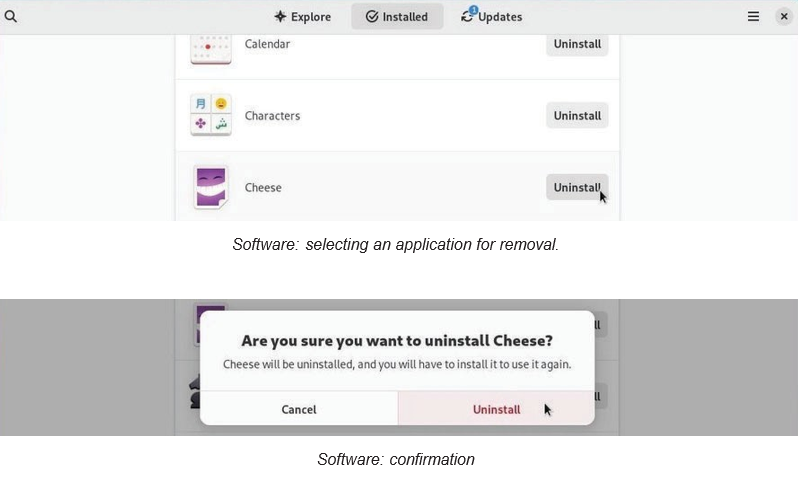 Explore
Installed
1
Updates
Calendar
Uninstall
月
ش
Characters
Uninstall
Cheese
Uninstall
Software: selecting an application for removal.
ll
Are you sure you want to uninstall Cheese?
Cheese will be uninstalled, and you will have to install it to use it again.
ll
Cancel
Uninstall
Software: confirmation